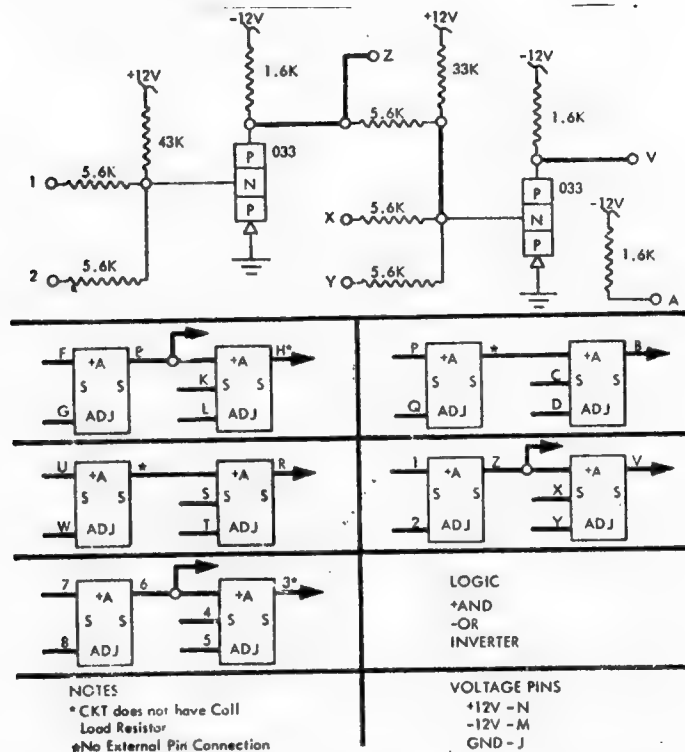 -12V
+12V
-12V
1.6K
Z
33K
+12V
5.6K
1.6K
43K
P
033
N
P
V
P
033
1
5.6K
N
X
5.6K
P
-12V
2
5.6K
Y
5.6K
1.6K
A
F
+A
P
+A
H*
S
S
K
S
S
G
ADJ
L
ADJ
P
+A
*
+A
B
S
S
C
S
S
Q
ADJ
D
ADJ
U
+A
*
+A
R
S
S
S
S
S
W
ADJ
T
ADJ
1
+A
Z
+A
V
S
S
X
S
S
2
ADJ
Y
ADJ
7
+A
6
+A
3*
S
S
4
S
S
8
ADJ
5
ADJ
LOGIC
+AND
-OR
INVERTER
NOTES
* CKT does not have Coll
Load Resistor
*No External Pin Connection
VOLTAGE PINS
+12V - N
-12V - M
GND - J